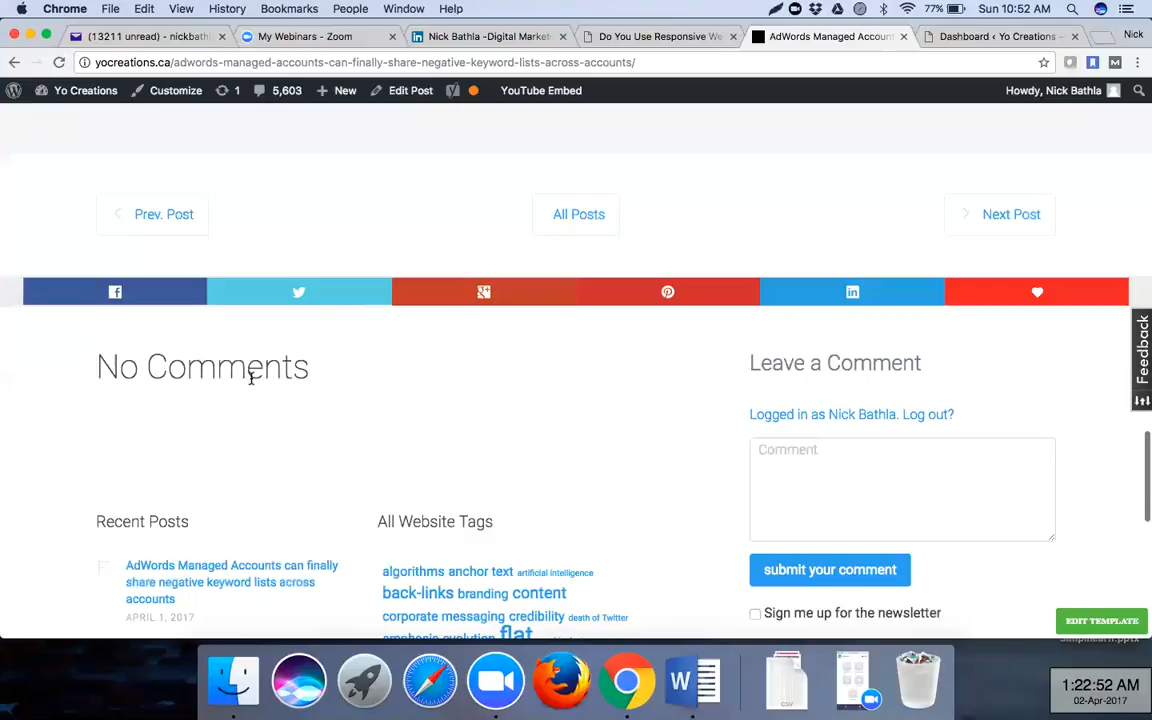 Chrome File Edit View History Bookmarks People Window Help 77% Sun 10:52 AM
(13211 unread) - nickbathl My Webinars - Zoom Nick Bathla -Digital Market Do You Use Responsive We AdWords Managed Account Dashboard ‹ Yo Creations — Nick
yocreations.ca/adwords-managed-accounts-can-finally-share-negative-keyword-lists-across-accounts/
Yo Creations Customize 1 5,603 New Edit Post YouTube Embed Howdy, Nick Bathla
Prev. Post All Posts Next Post
Feedback
No Comments
Leave a Comment
Logged in as Nick Bathla. Log out?
Comment
submit your comment
Sign me up for the newsletter
Recent Posts
AdWords Managed Accounts can finally
share negative keyword lists across
accounts
APRIL 1, 2017
All Website Tags
algorithms anchor text artificial intelligence
back-links branding content
corporate messaging credibility death of Twitter
flat
EDIT TEMPLATE
W
CSV
1:22:52 AM
02-Apr-2017